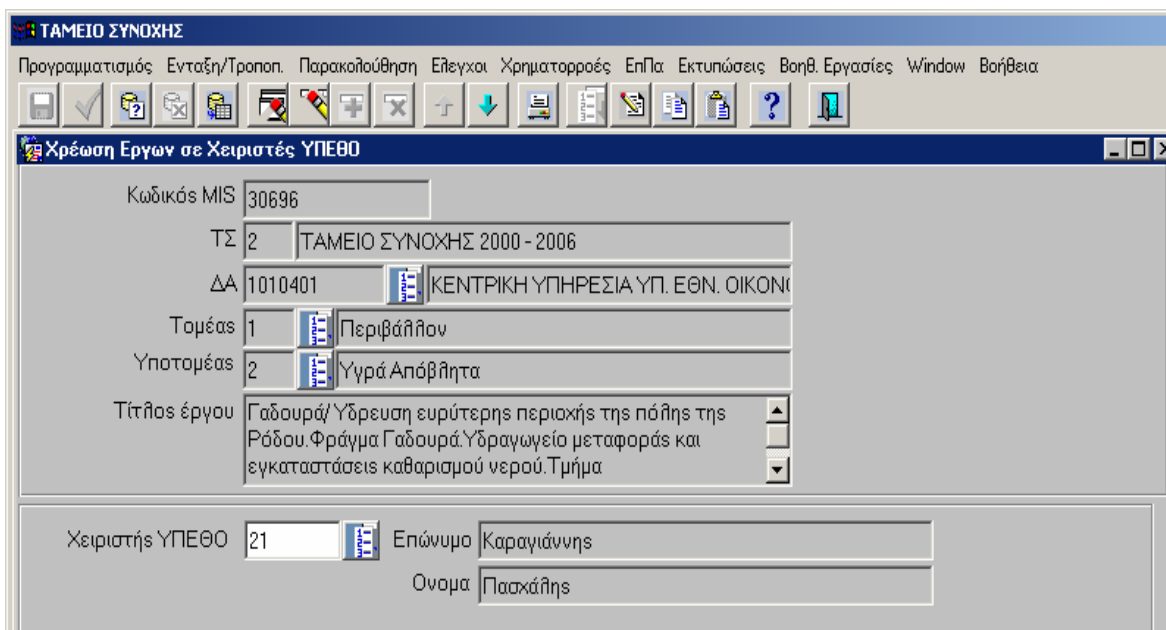 ΤΑΜΕΙΟ ΣΥΝΟΧΗΣ
Προγραμματισμός Ενταξη/Τροποπ. Παρακολούθηση Ελεγχοι Χρηματορροές ΕπΠα Εκτυπώσεις Βοηθ. Εργασίες Window Βοήθεια
Χρέωση Εργων σε Χειριστές ΥΠΕΘΟ
Κωδικός MIS 30696
ΤΣ 2 ΤΑΜΕΙΟ ΣΥΝΟΧΗΣ 2000 - 2006
ΔΑ 1010401 ΚΕΝΤΡΙΚΗ ΥΠΗΡΕΣΙΑ ΥΠ. ΕΘΝ.
Τομέας 1 Περιβάλλον
Υποτομέας 2 Υγρά Απόβλητα
Τίτλος έργου Γαδουρά/ Υδρευση ευρύτερης περιοχής της πόλης της
Ρόδου.Φράγμα Γαδουρά.Υδραγωγείο μεταφοράς και
εγκαταστάσεις καθαρισμού νερού.Τμήμα
Χειριστής ΥΠΕΘΟ 21 Επώνυμο Καραγιάννης
Ονομα Πασχάλης